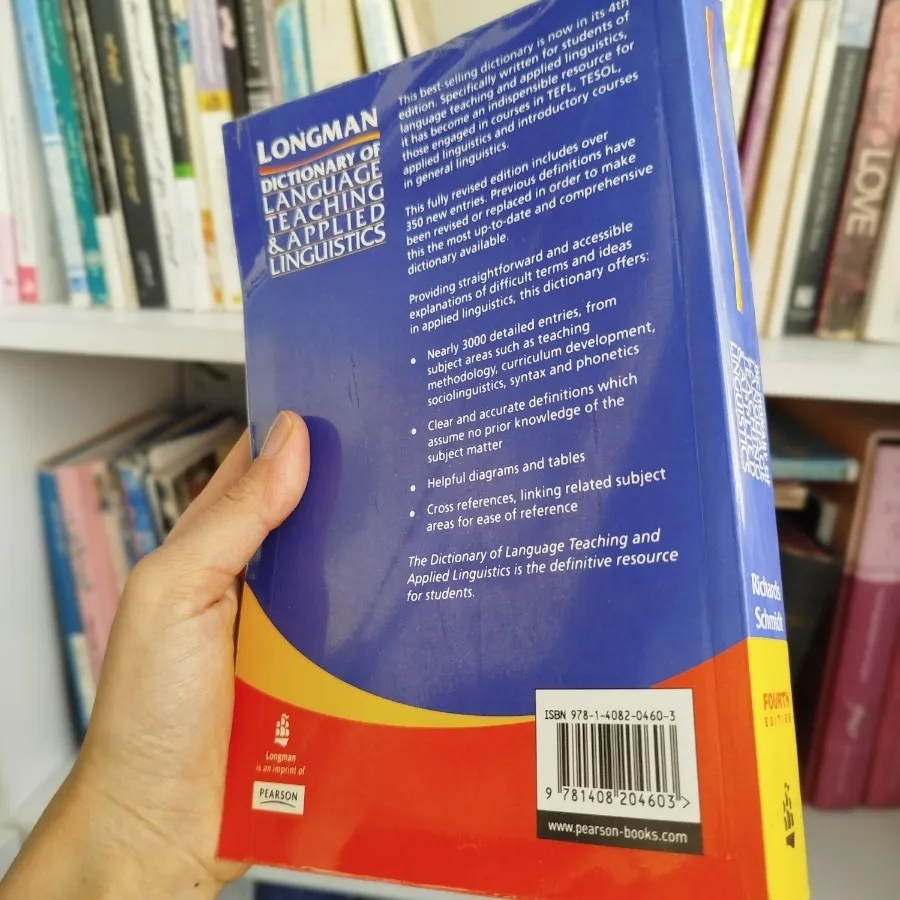 LONGMAN
DICTIONARY OF
LANGUAGE
TEACHING
& APPLIED
LINGUISTICS
This best-selling dictionary is now in its 4th
edition. Specifically written for students of
language teaching and applied linguistics,
it has become an indispensible resource for
those engaged in courses in TEFL, TESOL,
applied linguistics and introductory courses
in general linguistics.
This fully revised edition includes over
350 new entries. Previous definitions have
been revised or replaced in order to make
this the most up-to-date and comprehensive
dictionary available.
Providing straightforward and accessible
explanations of difficult terms and ideas
in applied linguistics, this dictionary offers:
• Nearly 3000 detailed entries, from
subject areas such as teaching
methodology, curriculum development,
sociolinguistics, syntax and phonetics
• Clear and accurate definitions which
assume no prior knowledge of the
subject matter
• Helpful diagrams and tables
• Cross references, linking related subject
areas for ease of reference
The Dictionary of Language Teaching and
Applied Linguistics is the definitive resource
for students.
Longman
is an imprint of
PEARSON
ISBN 978-1-4082-0460-3
9 781408 204603 >
www.pearson-books.com
Richards
Schmidt
FOURTH
EDITION
LOVE